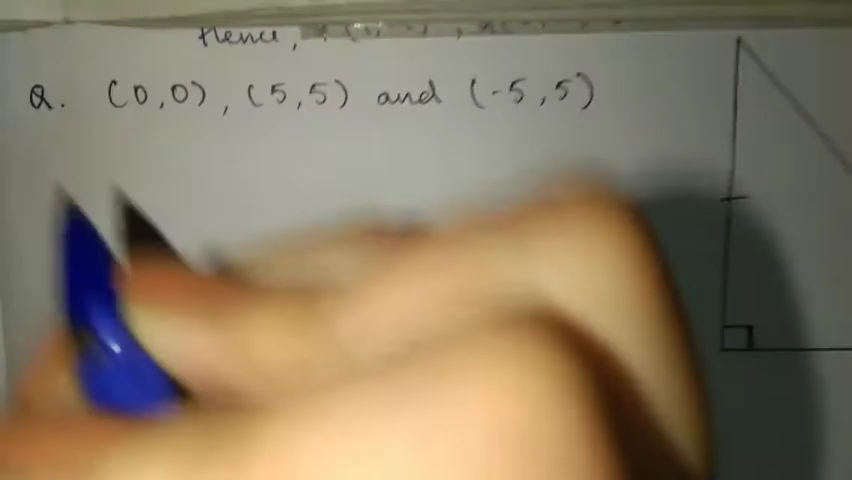 Hence,
Q. (0,0), (5,5) and (-5,5)